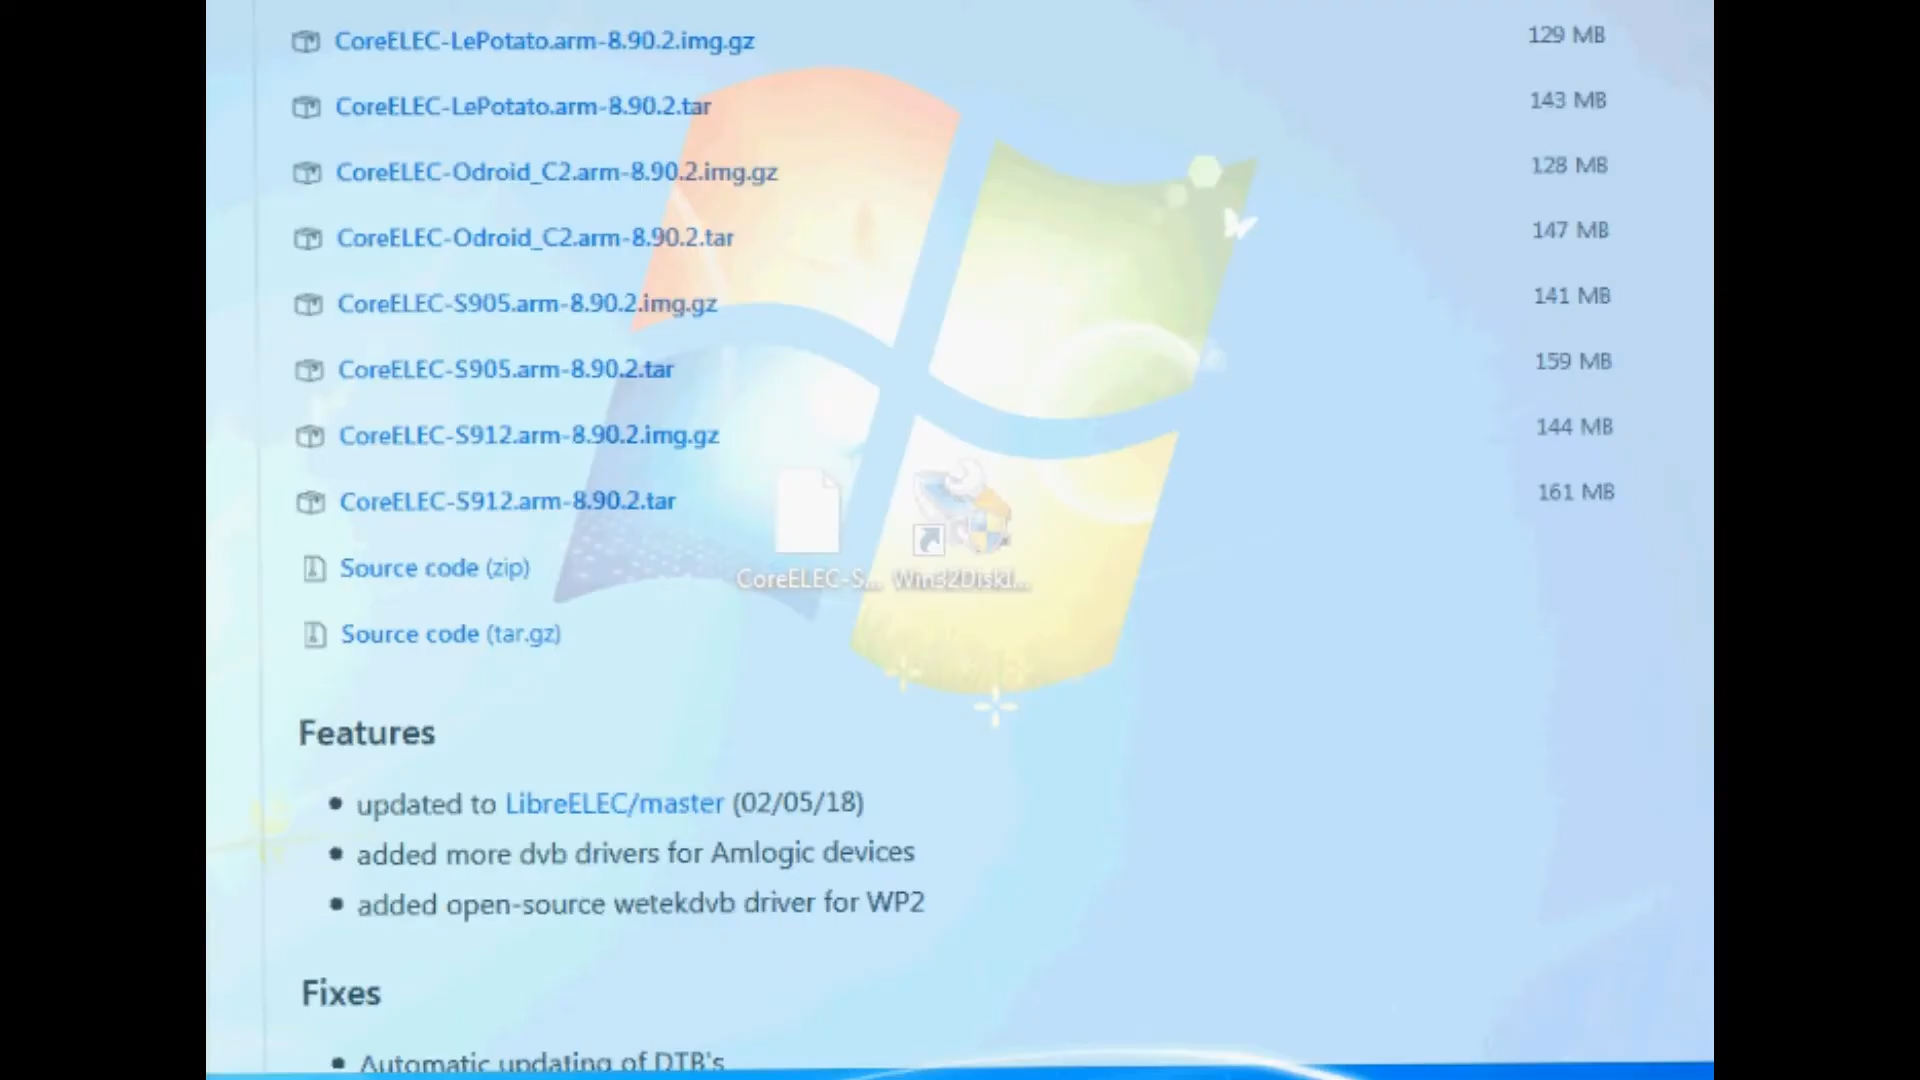 CoreELEC-LePotato.arm-8.90.2.img.gz 129 MB
CoreELEC-LePotato.arm-8.90.2.tar 143 MB
CoreELEC-Odroid_C2.arm-8.90.2.img.gz 128 MB
CoreELEC-Odroid_C2.arm-8.90.2.tar 147 MB
CoreELEC-S905.arm-8.90.2.img.gz 141 MB
CoreELEC-S905.arm-8.90.2.tar 159 MB
CoreELEC-S912.arm-8.90.2.img.gz 144 MB
CoreELEC-S912.arm-8.90.2.tar 161 MB
Source code (zip)
CoreELEC-S... Win32DiskI...
Source code (tar.gz)
Features
updated to LibreELEC/master (02/05/18)
added more dvb drivers for Amlogic devices
added open-source wetekdvb driver for WP2
Fixes
Automatic updating of DTB's